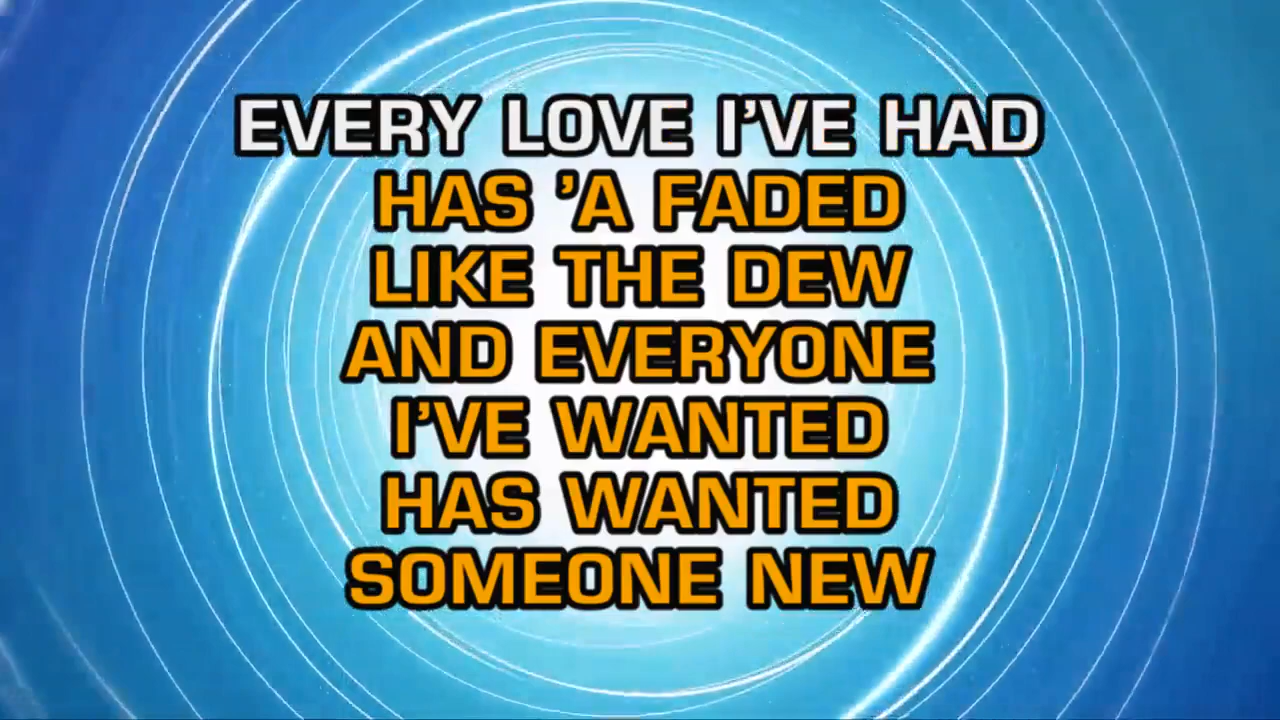 EVERY LOVE I'VE HAD
HAS 'A FADED
LIKE THE DEW
AND EVERYONE
I'VE WANTED
HAS WANTED
SOMEONE NEW